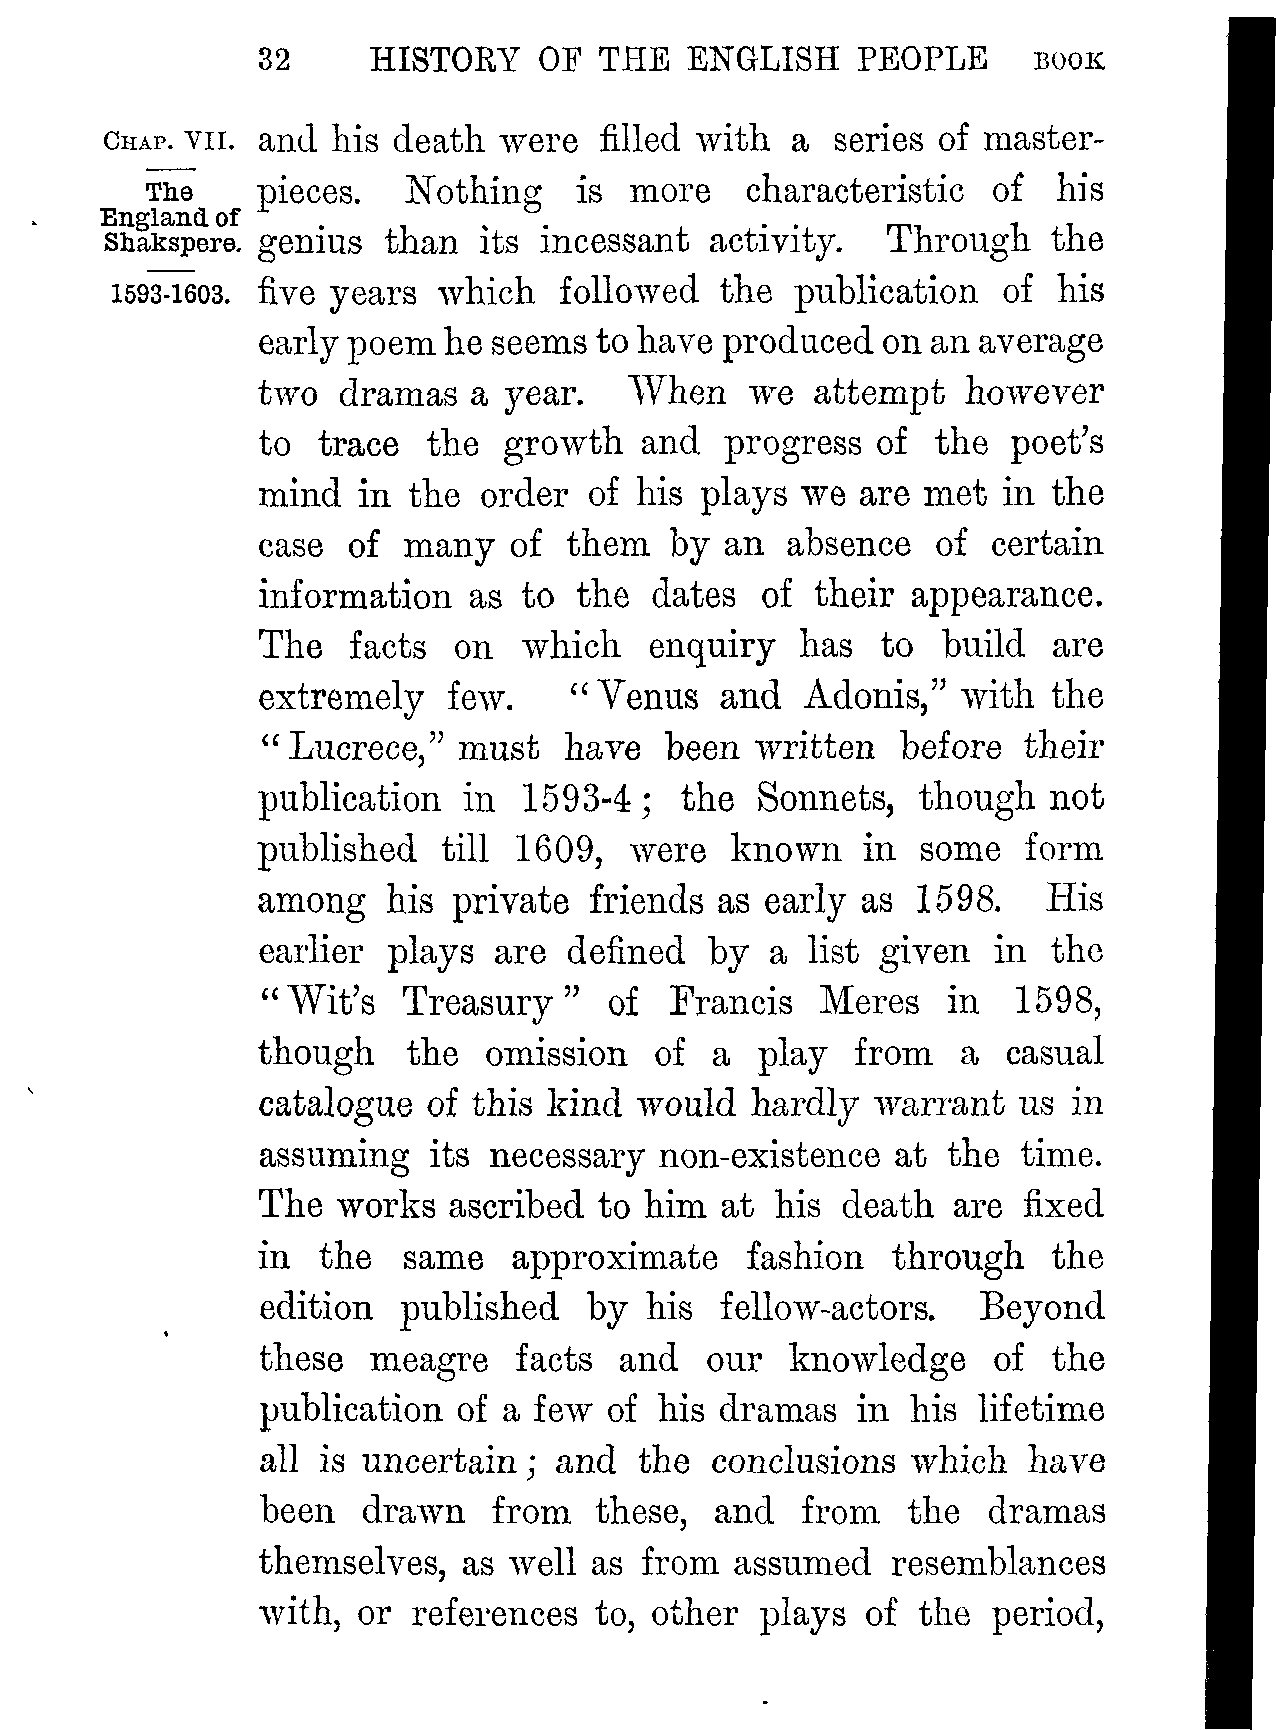 32 HISTORY OF THE ENGLISH PEOPLE BOOK
CHAP. VII.
The
England of
Shakspere.
1593-1603.
and his death were filled with a series of master-
pieces. Nothing is more characteristic of his
genius than its incessant activity. Through the
five years which followed the publication of his
early poem he seems to have produced on an average
two dramas a year. When we attempt however
to trace the growth and progress of the poet's
mind in the order of his plays we are met in the
case of many of them by an absence of certain
information as to the dates of their appearance.
The facts on which enquiry has to build are
extremely few. "Venus and Adonis," with the
"Lucrece," must have been written before their
publication in 1593-4; the Sonnets, though not
published till 1609, were known in some form
among his private friends as early as 1598. His
earlier plays are defined by a list given in the
"Wit's Treasury" of Francis Meres in 1598,
though the omission of a play from a casual
catalogue of this kind would hardly warrant us in
assuming its necessary non-existence at the time.
The works ascribed to him at his death are fixed
in the same approximate fashion through the
edition published by his fellow-actors. Beyond
these meagre facts and our knowledge of the
publication of a few of his dramas in his lifetime
all is uncertain; and the conclusions which have
been drawn from these, and from the dramas
themselves, as well as from assumed resemblances
with, or references to, other plays of the period,